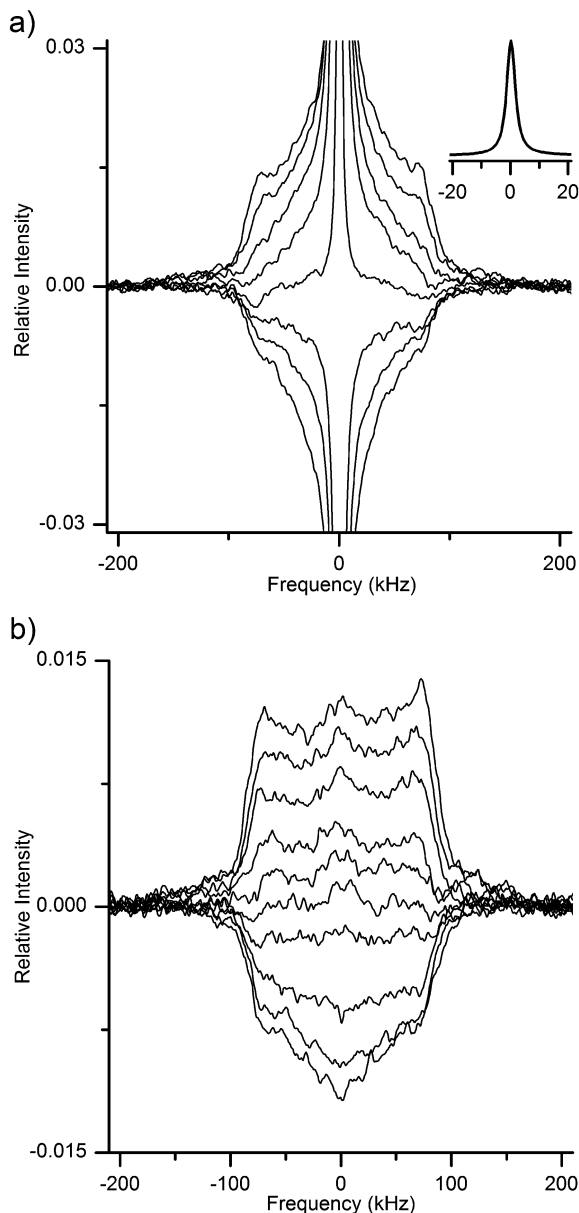 a)
0.03
0.00
-0.03
Relative Intensity
-20 0 20
-200 0 200
Frequency (kHz)
b)
0.015
0.000
-0.015
Relative Intensity
-200 -100 0 100 200
Frequency (kHz)